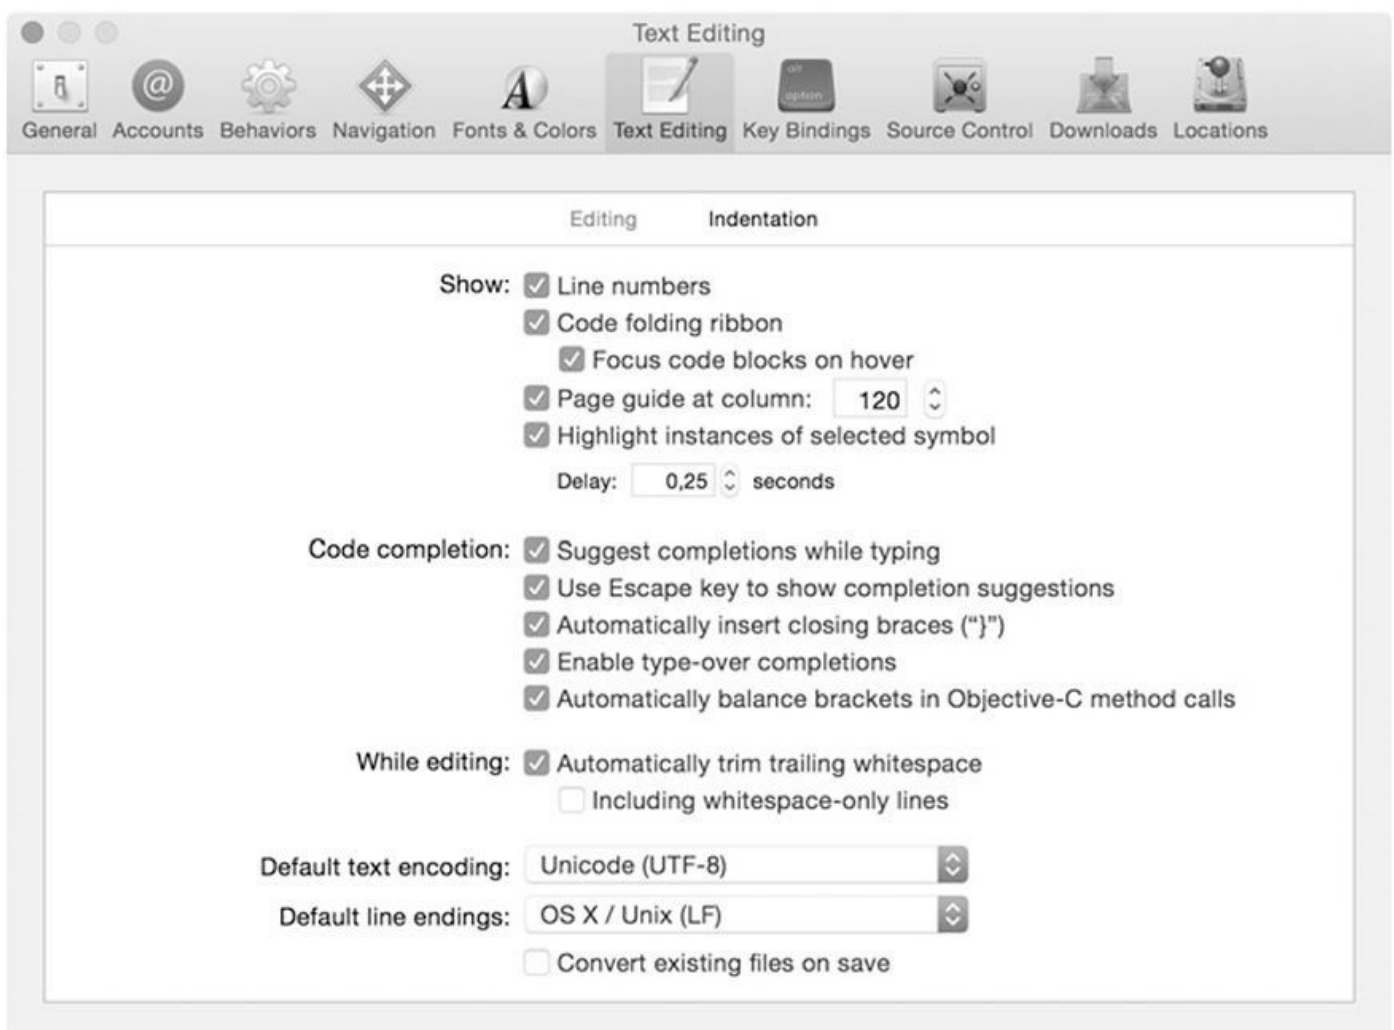 Text Editing
alt
option
General Accounts Behaviors Navigation Fonts & Colors Text Editing Key Bindings Source Control Downloads Locations
Editing Indentation
Show: Line numbers
Code folding ribbon
Focus code blocks on hover
Page guide at column: 120
Highlight instances of selected symbol
Delay: 0,25 seconds
Code completion: Suggest completions while typing
Use Escape key to show completion suggestions
Automatically insert closing braces (“}”)
Enable type-over completions
Automatically balance brackets in Objective-C method calls
While editing: Automatically trim trailing whitespace
Including whitespace-only lines
Default text encoding: Unicode (UTF-8)
Default line endings: OS X / Unix (LF)
Convert existing files on save